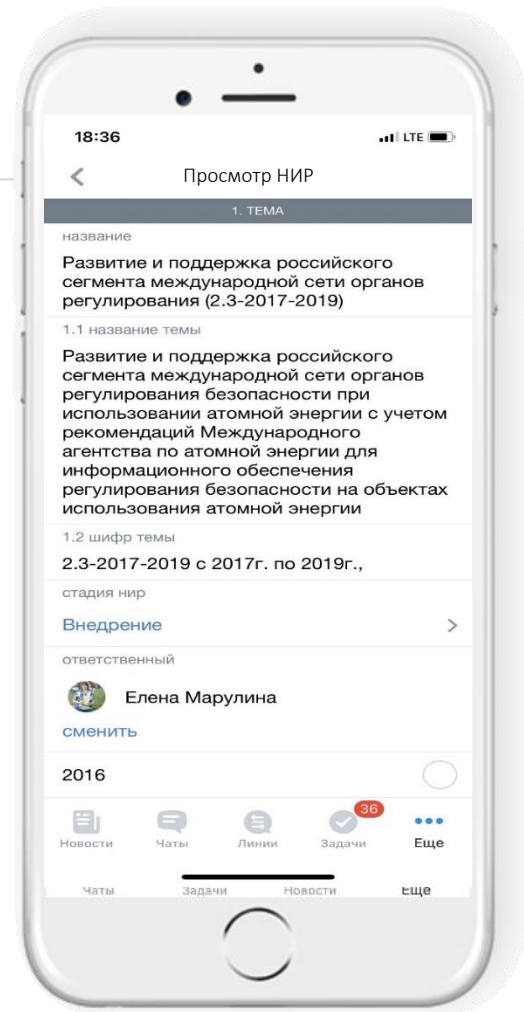 18:36
LTE
Просмотр НИР
1. ТЕМА
название
Развитие и поддержка российского
сегмента международной сети органов
регулирования (2.3-2017-2019)
1.1 название темы
Развитие и поддержка российского
сегмента международной сети органов
регулирования безопасности при
использовании атомной энергии с учетом
рекомендаций Международного
агентства по атомной энергии для
информационного обеспечения
регулирования безопасности на объектах
использования атомной энергии
1.2 шифр темы
2.3-2017-2019 с 2017г. по 2019г.,
стадия нир
Внедрение
ответственный
Елена Марулина
сменить
2016
36
Новости Чаты Линии Задачи Еще
Чаты Задачи Новости Еще